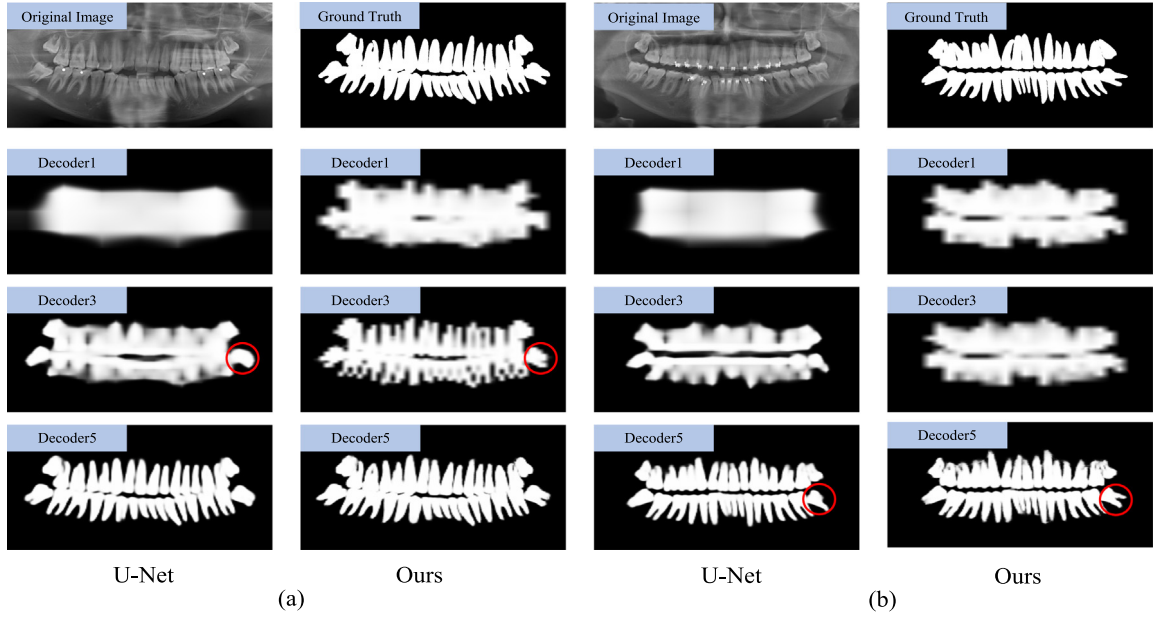 Original Image
Ground Truth
Original Image
Ground Truth
Decoder1
Decoder1
Decoder1
Decoder1
Decoder3
Decoder3
Decoder3
Decoder3
Decoder5
Decoder5
Decoder5
Decoder5
U-Net
Ours
U-Net
Ours
(a)
(b)